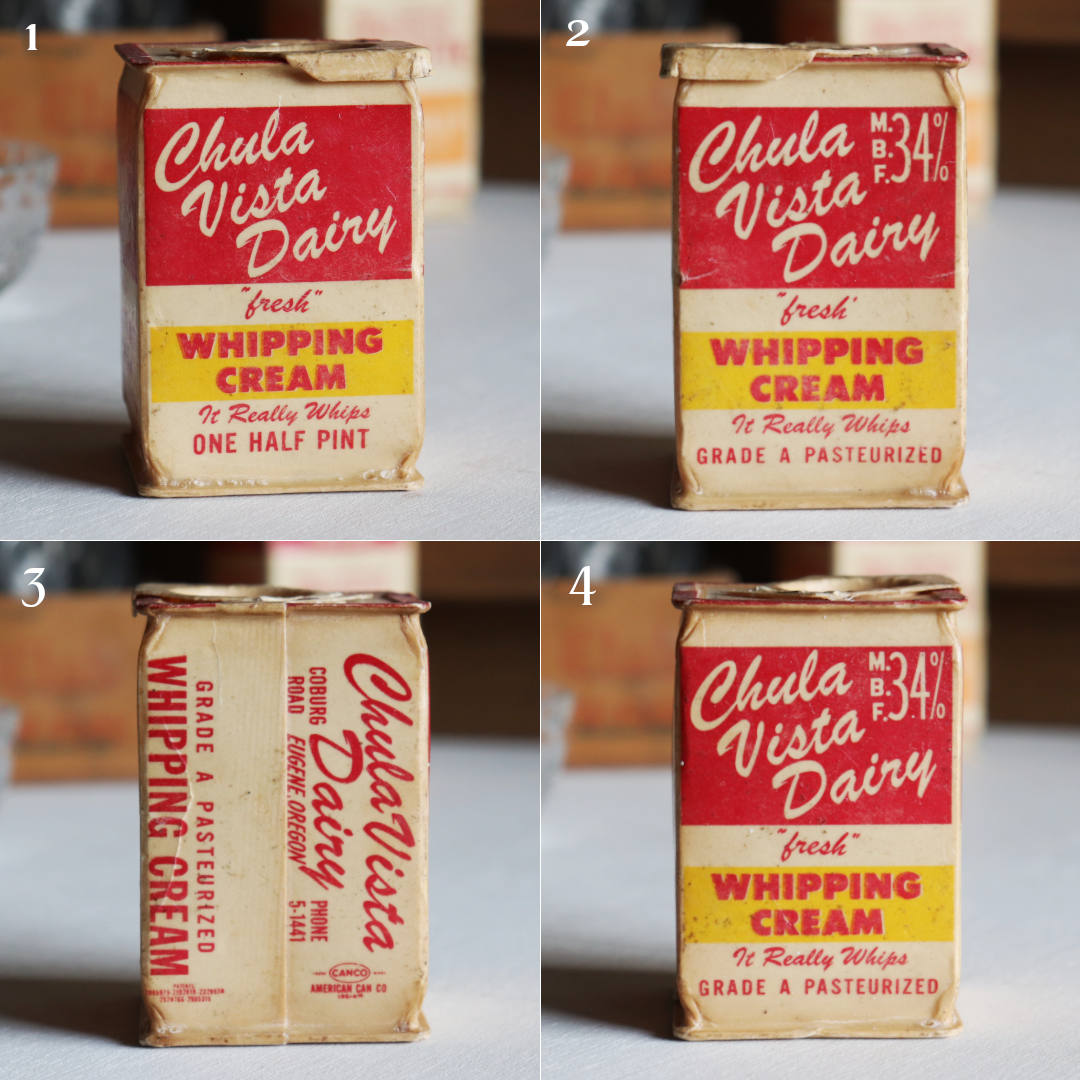 1
Chula
Vista
Dairy
"fresh"
WHIPPING
CREAM
It Really Whips
ONE HALF PINT
2
Chula
Vista
Dairy
M.
B.
F.
34%
"fresh'
WHIPPING
CREAM
It Really Whips
GRADE A PASTEURIZED
3
Chula Vista
Dairy
COBURG
ROAD
EUGENE, OREGON
PHONE
5-1441
GRADE A PASTEURIZED
WHIPPING CREAM
CANCO
AMERICAN CAN CO
PATENTS
4
Chula
Vista
Dairy
M.
B.
F.
34%
"fresh"
WHIPPING
CREAM
It Really Whips
GRADE A PASTEURIZED